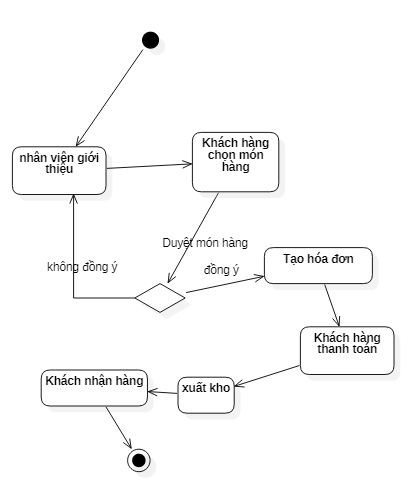 nhân viện giới
thiệu
Khách hàng
chọn món
hàng
Duyệt món hàng
không đồng ý
đồng ý
Tạo hóa đơn
Khách hàng
thanh toán
xuất kho
Khách nhận hàng